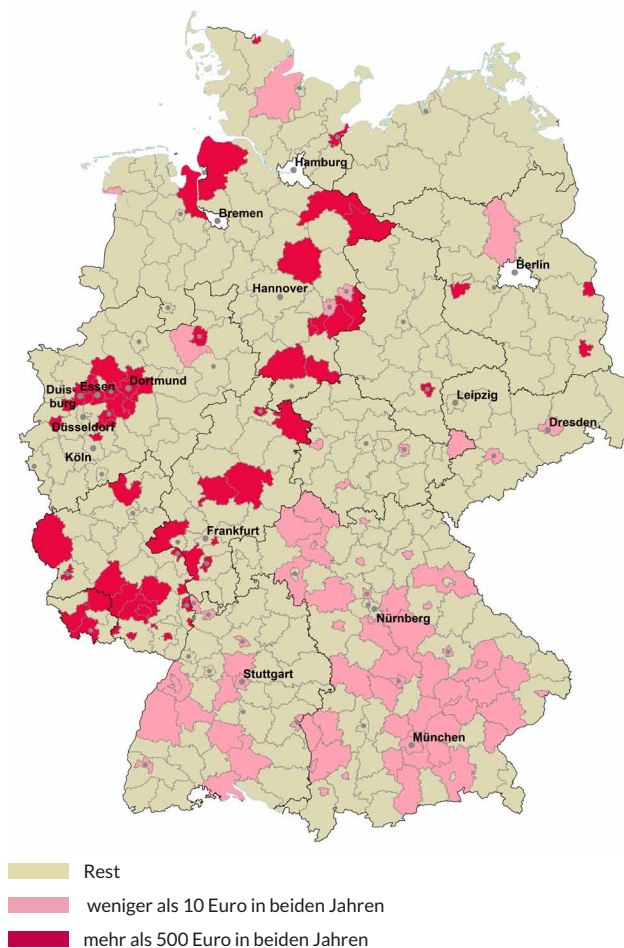 Hamburg
Bremen
Berlin
Hannover
Duis-
burg
Essen
Dortmund
Düsseldorf
Köln
Leipzig
Dresden
Frankfurt
Nürnberg
Stuttgart
München
Rest
weniger als 10 Euro in beiden Jahren
mehr als 500 Euro in beiden Jahren